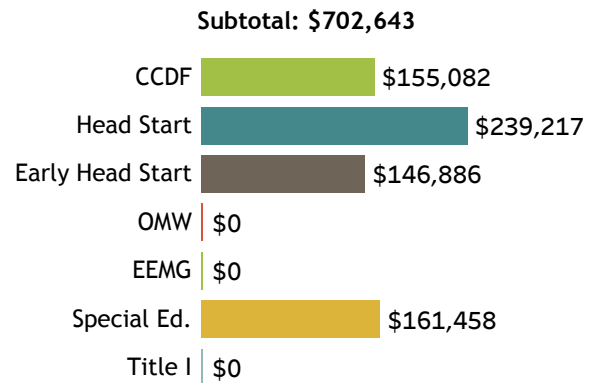 Subtotal: $702,643
CCDF $155,082
Head Start $239,217
Early Head Start $146,886
OMW $0
EEMG $0
Special Ed. $161,458
Title I $0